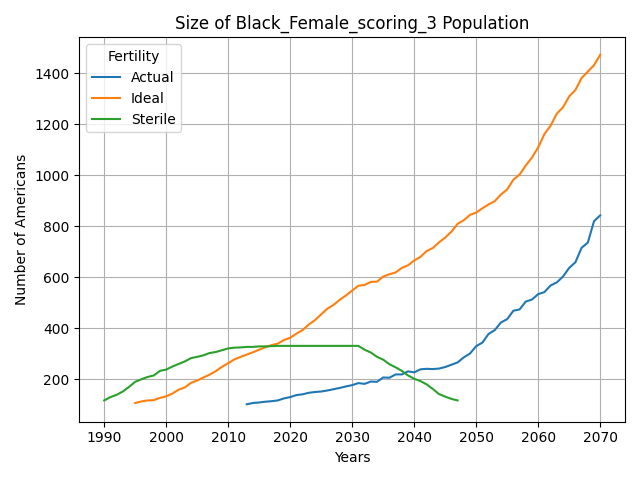 Size of Black_Female_scoring_3 Population
Fertility
Actual
Ideal
Sterile
Number of Americans
1400
1200
1000
800
600
400
200
1990 2000 2010 2020 2030 2040 2050 2060 2070
Years